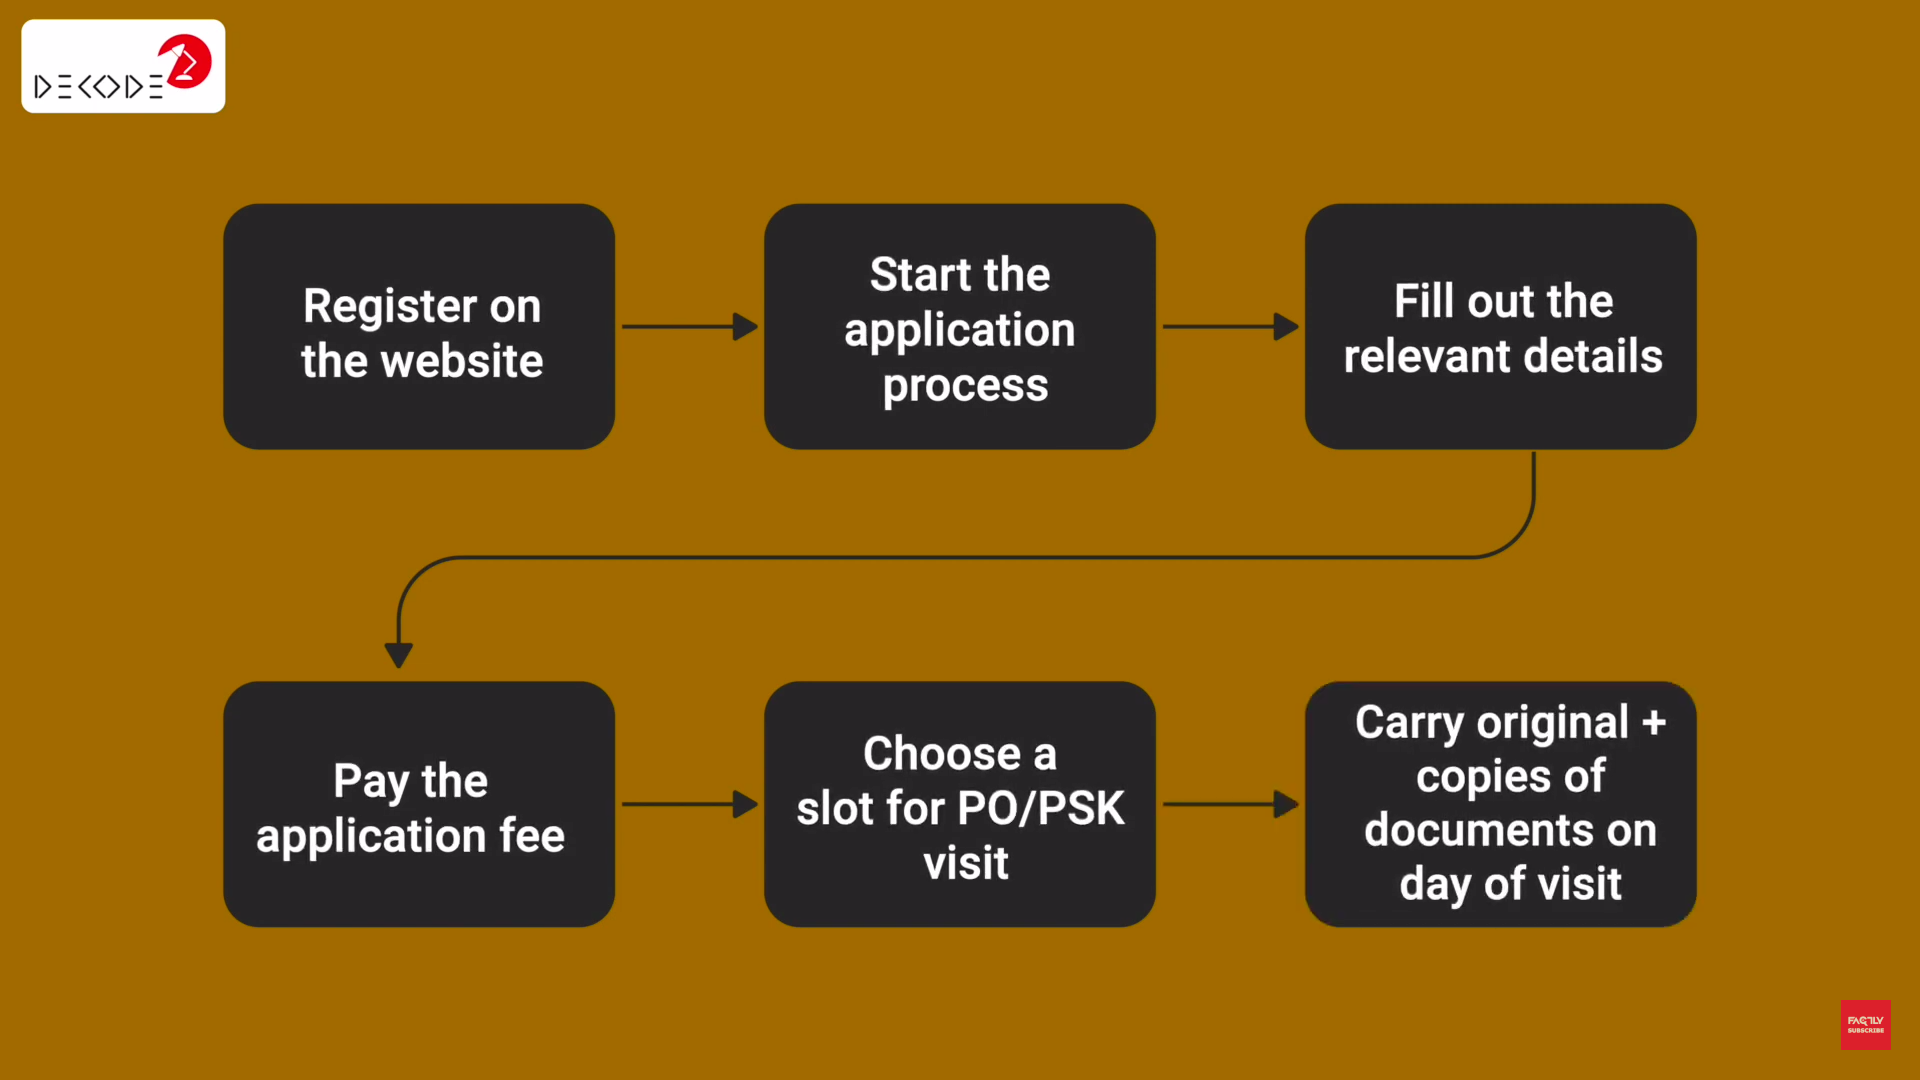 DECODE
Register on
the website
Start the
application
process
Fill out the
relevant details
Pay the
application fee
Choose a
slot for PO/PSK
visit
Carry original +
copies of
documents on
day of visit
FACTLY
SUBSCRIBE